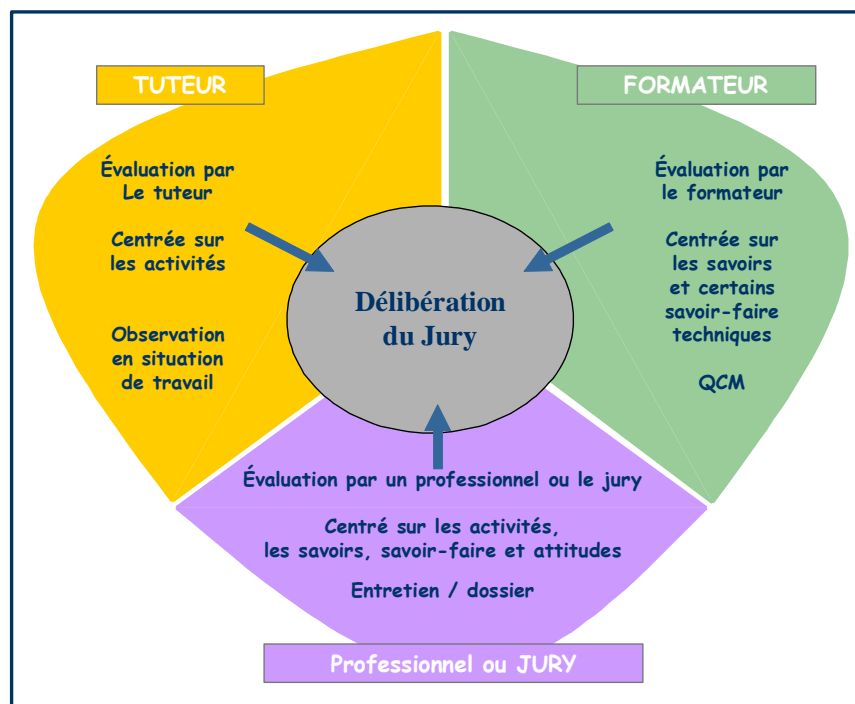 TUTEUR
Évaluation par
Le tuteur
Centrée sur
les activités
Observation
en situation
de travail
FORMATEUR
Évaluation par
le formateur
Centrée sur
les savoirs
et certains
savoir-faire
techniques
QCM
Délibération
du Jury
Évaluation par un professionnel ou le jury
Centré sur les activités,
les savoirs, savoir-faire et attitudes
Entretien / dossier
Professionnel ou JURY